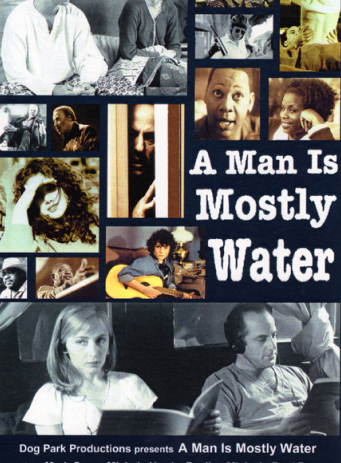 A Man Is
Mostly
Water
Dog Park Productions presents A Man Is Mostly Water